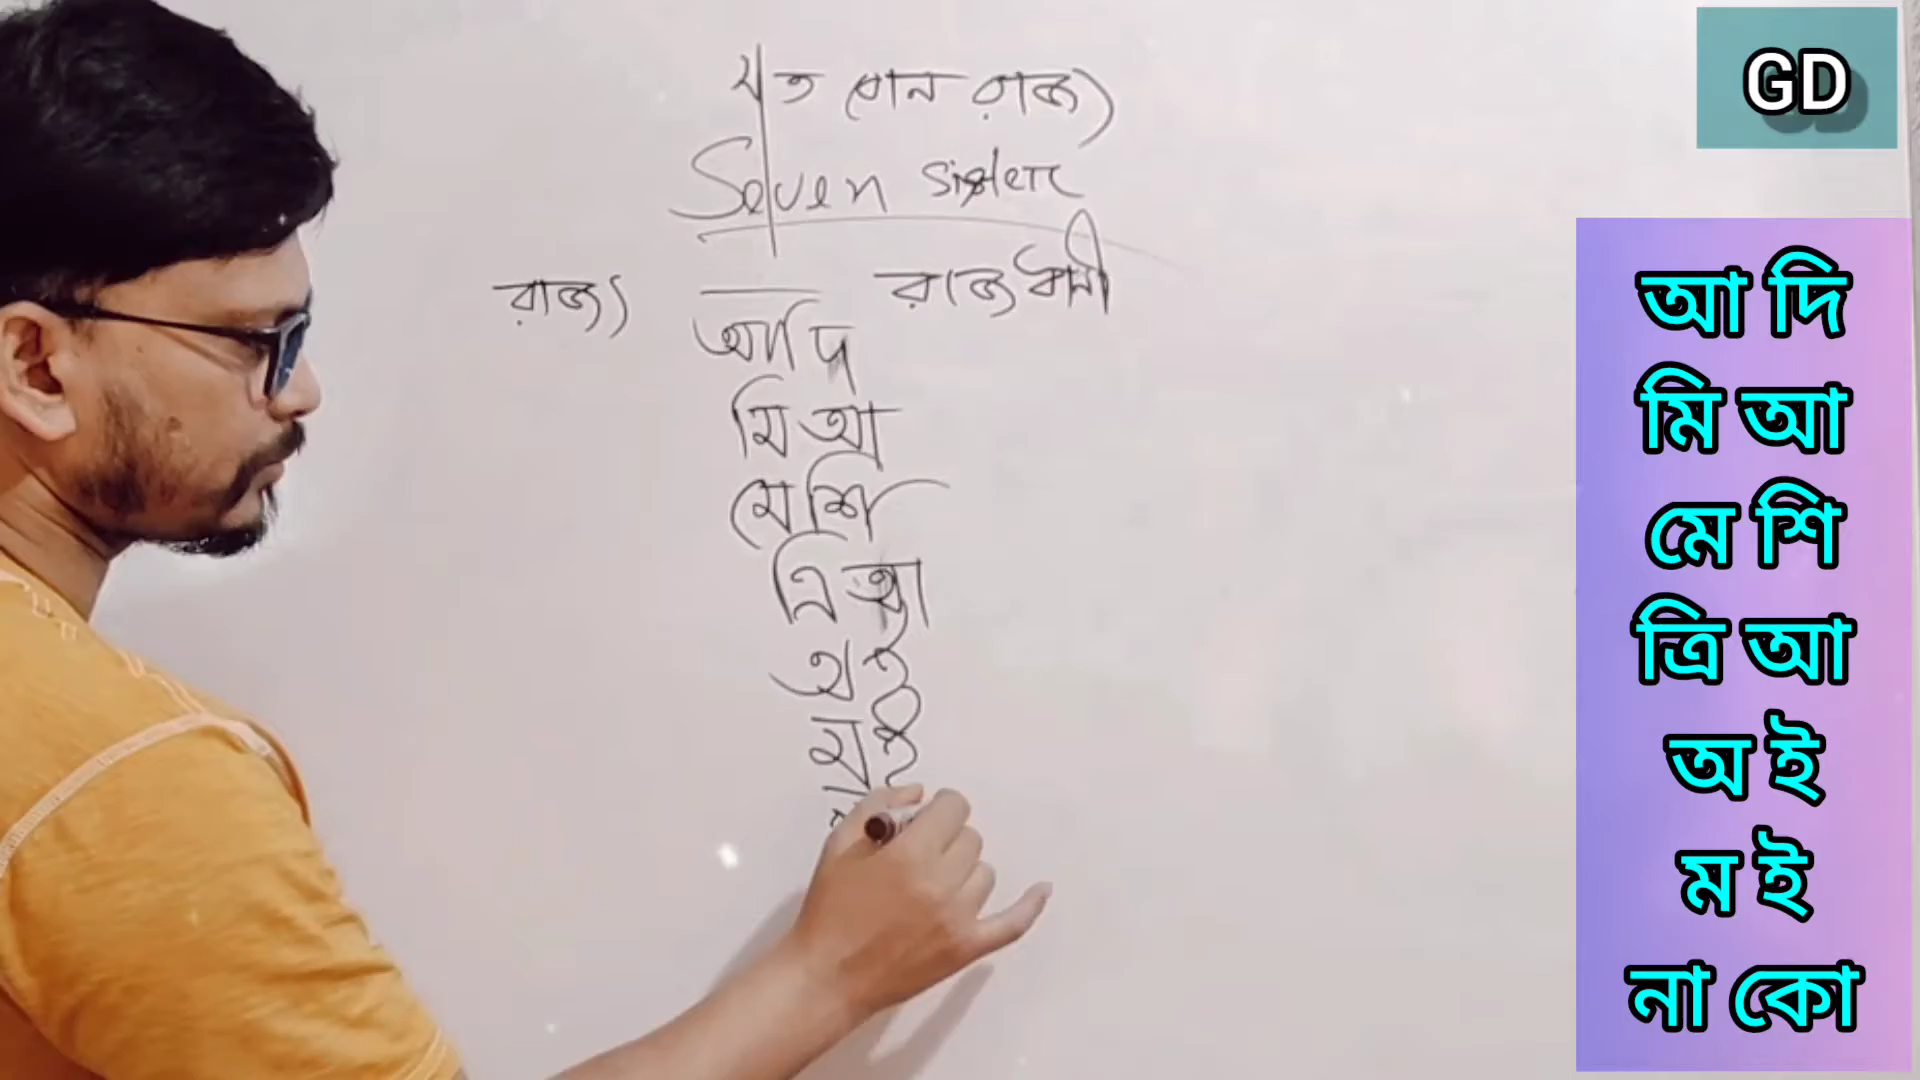 সাত বোন রাজ্য
Seven sister
রাজ্য — রাজধানী
আ দি
মি আ
মে শি
ত্রি আ
অ ই
ম ই
GD
আ দি
মি আ
মে শি
ত্রি আ
অ ই
ম ই
না কো